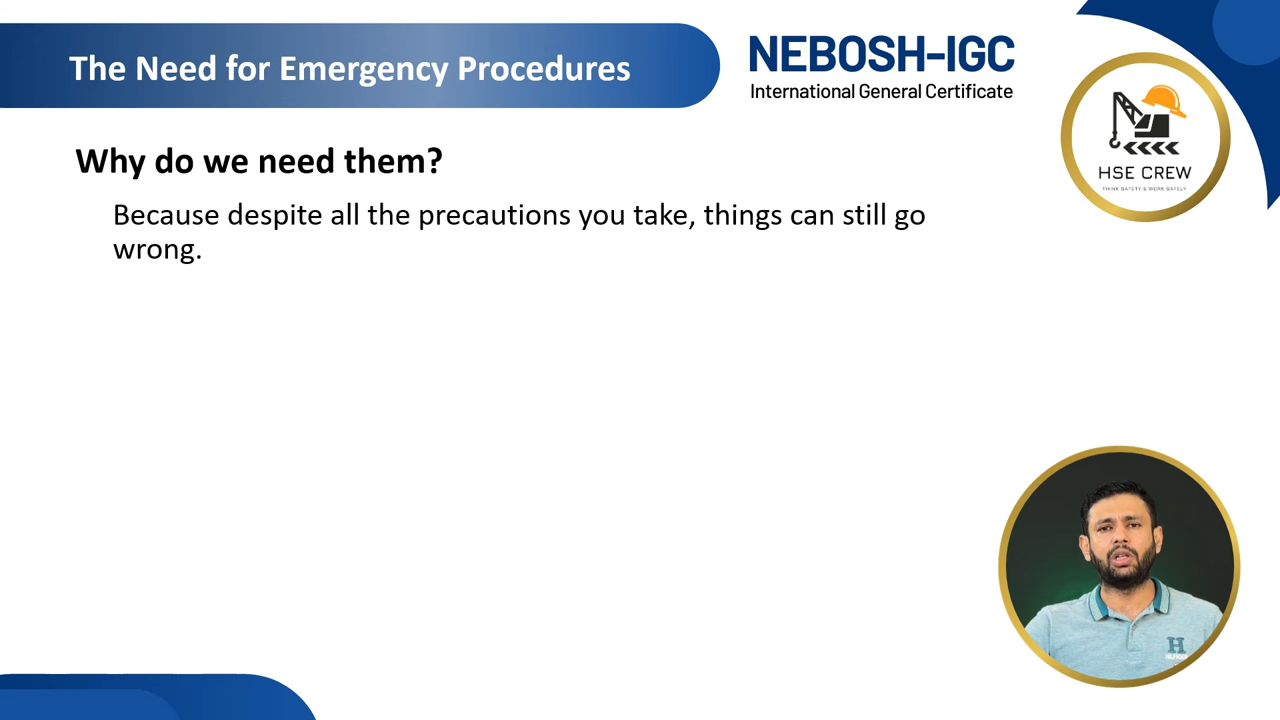 The Need for Emergency Procedures
NEBOSH-IGC
International General Certificate
HSE CREW
THINK SAFETY & WORK SAFELY
Why do we need them?
Because despite all the precautions you take, things can still go
wrong.
H